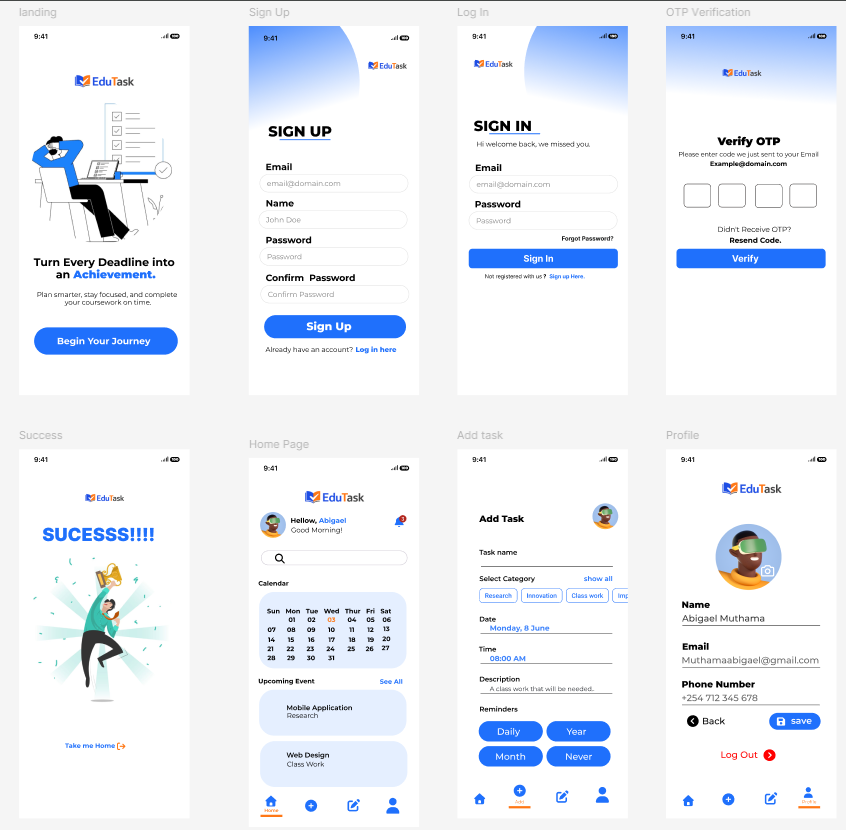 landing
9:41
EduTask
Turn Every Deadline into
an Achievement.
Plan smarter, stay focused, and complete
your coursework on time.
Begin Your Journey
Sign Up
9:41
EduTask
SIGN UP
Email
email@domain.com
Name
John Doe
Password
Password
Confirm Password
Confirm Password
Sign Up
Already have an account? Log in here
Log In
9:41
EduTask
SIGN IN
Hi welcome back, we missed you.
Email
email@domain.com
Password
Password
Forgot Password?
Sign In
Not registered with us ? Sign up Here.
OTP Verification
9:41
EduTask
Verify OTP
Please enter code we just sent to your Email
Example@domain.com
Didn't Receive OTP?
Resend Code.
Verify
Success
9:41
EduTask
SUCESSS!!!!
Take me Home
Home Page
9:41
EduTask
Hellow, Abigael
Good Morning!
Calendar
Sun Mon Tue Wed Thur Fri Sat
01 02 03 04 05 06
07 08 09 10 11 12 13
14 15 16 17 18 19 20
21 22 23 24 25 26 27
28 29 30 31
Upcoming Event See All
Mobile Application
Research
Web Design
Class Work
Home
Add task
9:41
Add Task
Task name
Select Category show all
Research Innovation Class work Imp
Date
Monday, 8 June
Time
08:00 AM
Description
A class work that will be needed.
Reminders
Daily Year
Month Never
Add
Profile
9:41
EduTask
Name
Abigael Muthama
Email
Muthamaabigael@gmail.com
Phone Number
+254 712 345 678
Back save
Log Out
Profile